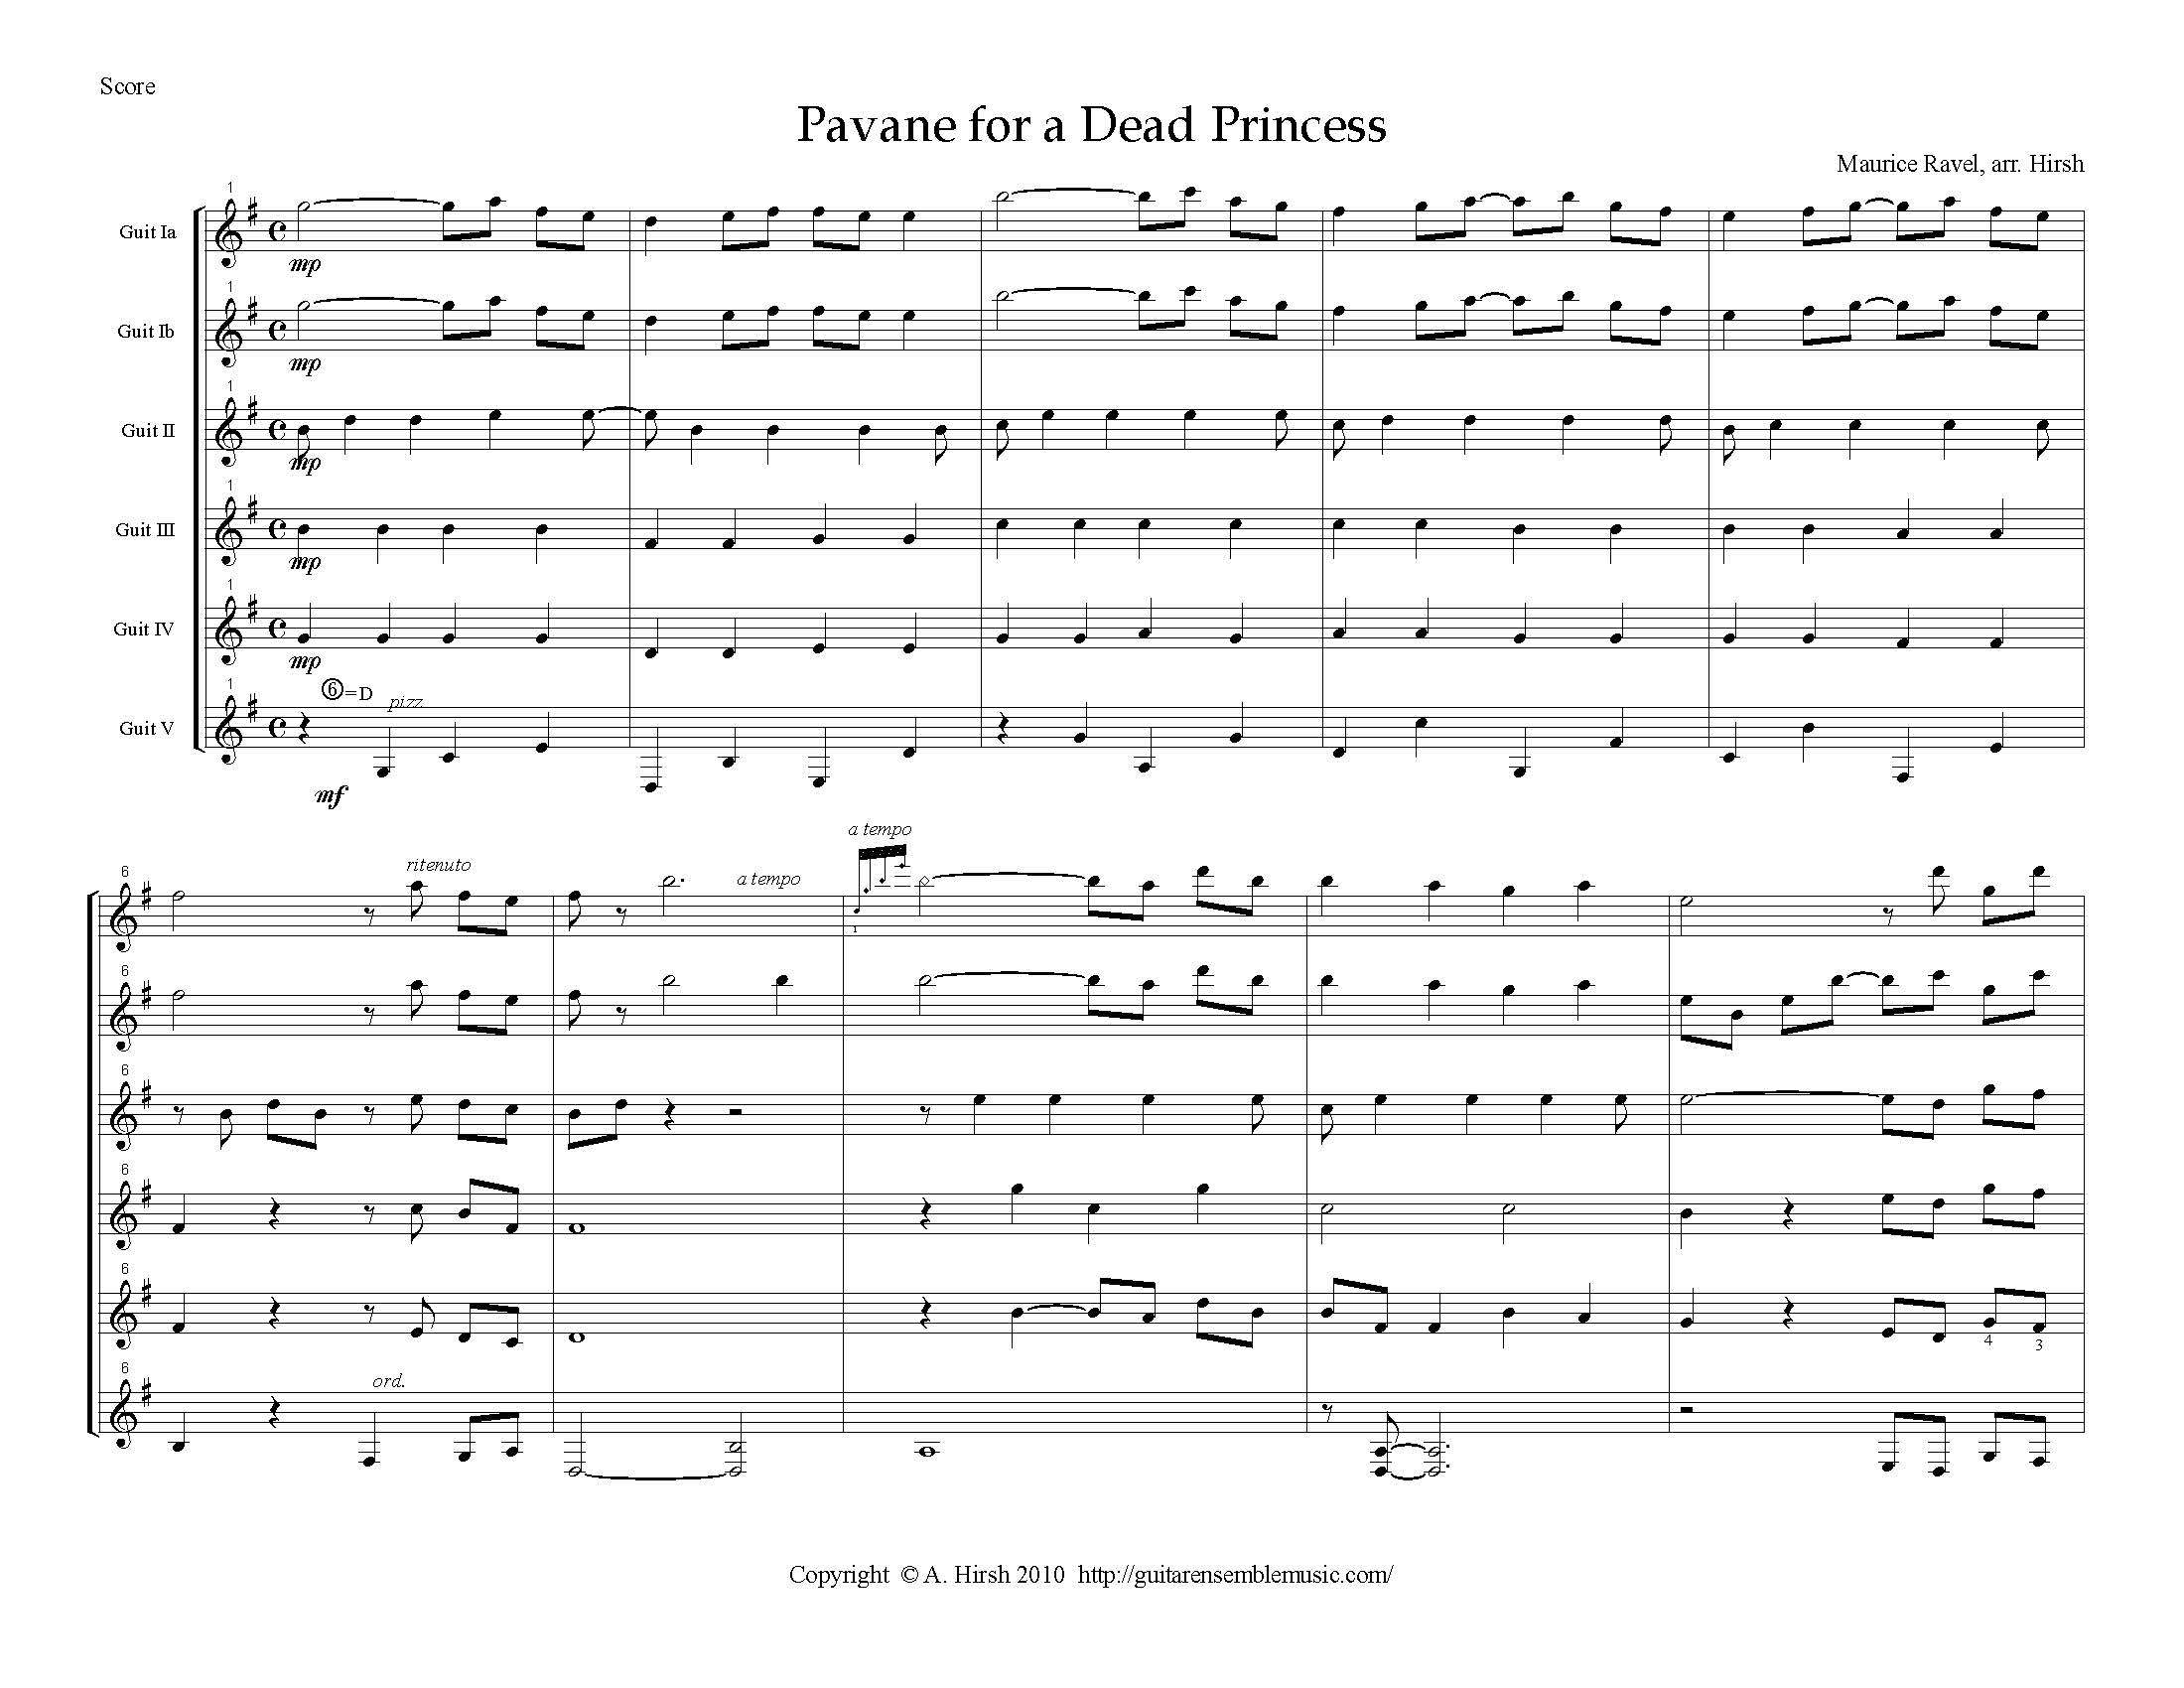 Score
Pavane for a Dead Princess
Maurice Ravel, arr. Hirsh
1
Guit Ia
mp
1
Guit Ib
mp
1
Guit II
mp
1
Guit III
mp
1
Guit IV
mp
1
⑥=D
pizz
Guit V
mf
a tempo
6
ritenuto
a tempo
1
6
6
6
6
4
3
6
ord.
Copyright © A. Hirsh 2010 http://guitarensemblemusic.com/